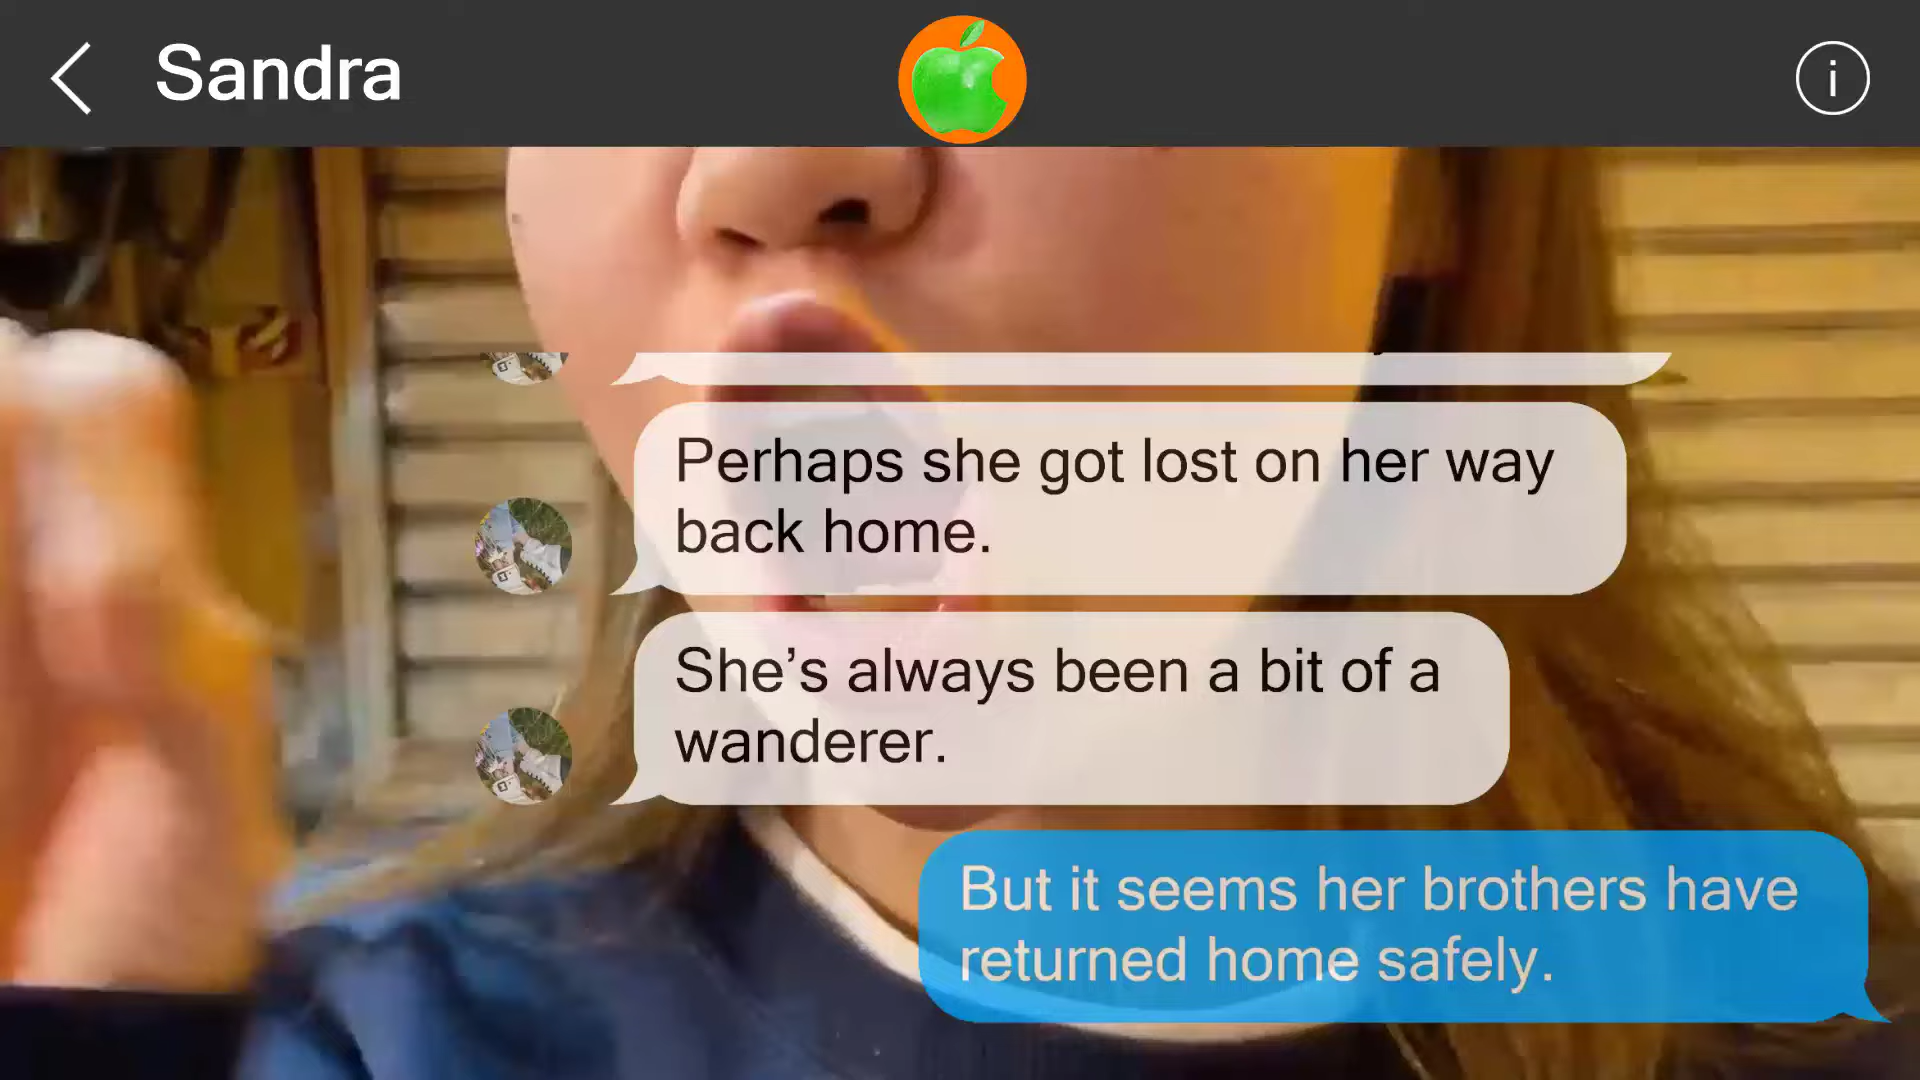 Sandra
i
Perhaps she got lost on her way
back home.
She’s always been a bit of a
wanderer.
But it seems her brothers have
returned home safely.